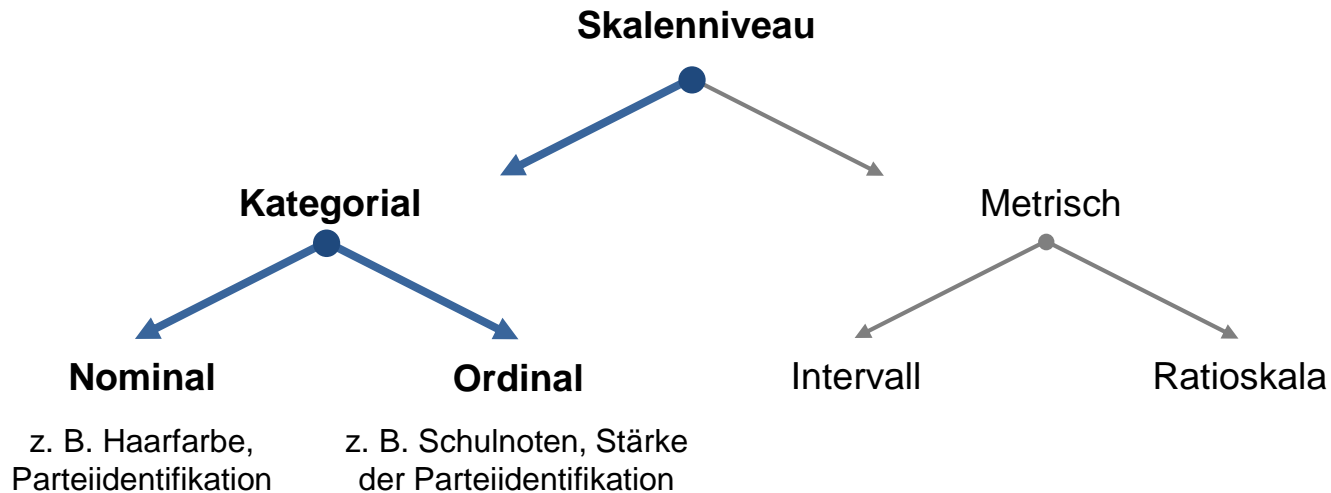 Skalenniveau
Kategorial
Metrisch
Nominal
Ordinal
Intervall
Ratioskala
z. B. Haarfarbe,
Parteiidentifikation
z. B. Schulnoten, Stärke
der Parteiidentifikation